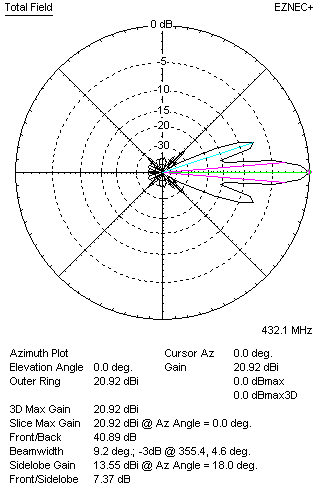 Total Field
EZNEC+
0 dB
-5
-10
-15
-20
-30
432.1 MHz
Azimuth Plot
Cursor Az 0.0 deg.
Elevation Angle 0.0 deg.
Gain 20.92 dBi
Outer Ring 20.92 dBi
0.0 dBmax
0.0 dBmax3D
3D Max Gain 20.92 dBi
Slice Max Gain 20.92 dBi @ Az Angle = 0.0 deg.
Front/Back 40.89 dB
Beamwidth 9.2 deg.; -3dB @ 355.4, 4.6 deg.
Sidelobe Gain 13.55 dBi @ Az Angle = 18.0 deg.
Front/Sidelobe 7.37 dB